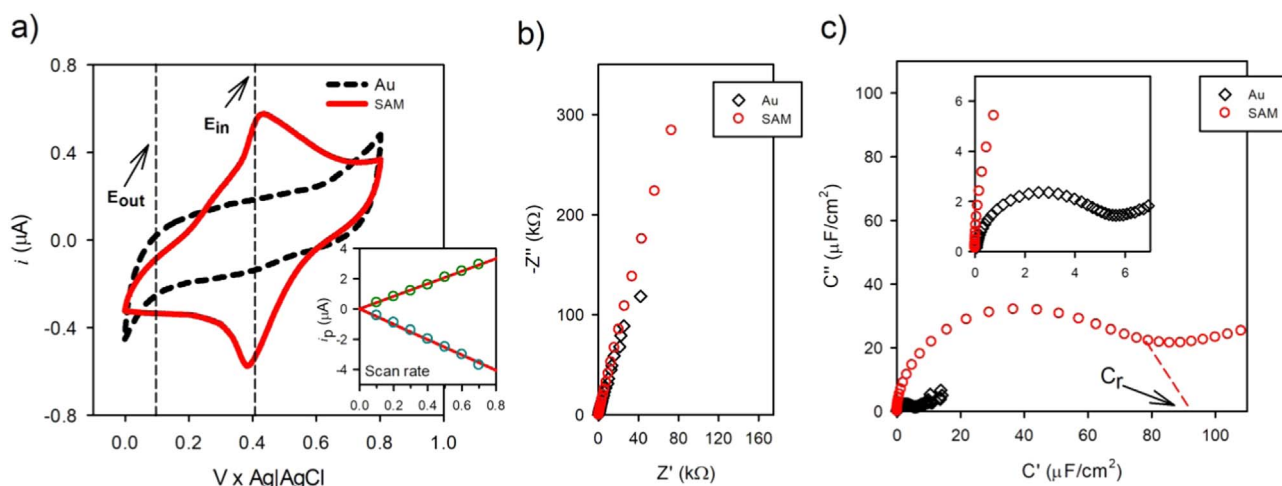 a)
0.8
0.4
0.0
-0.4
-0.8
i (μA)
Au
SAM
E_in
E_out
4
2
0
-2
-4
i_p (μA)
Scan rate
0.0 0.2 0.4 0.6 0.8
0.0 0.2 0.4 0.6 0.8 1.0
V x Ag|AgCl
b)
300
200
100
0
-Z'' (kΩ)
Au
SAM
0 40 80 120 160
Z' (kΩ)
c)
100
80
60
40
20
0
C'' (μF/cm²)
6
4
2
0
0 2 4 6
Au
SAM
C_r
0 20 40 60 80 100
C' (μF/cm²)